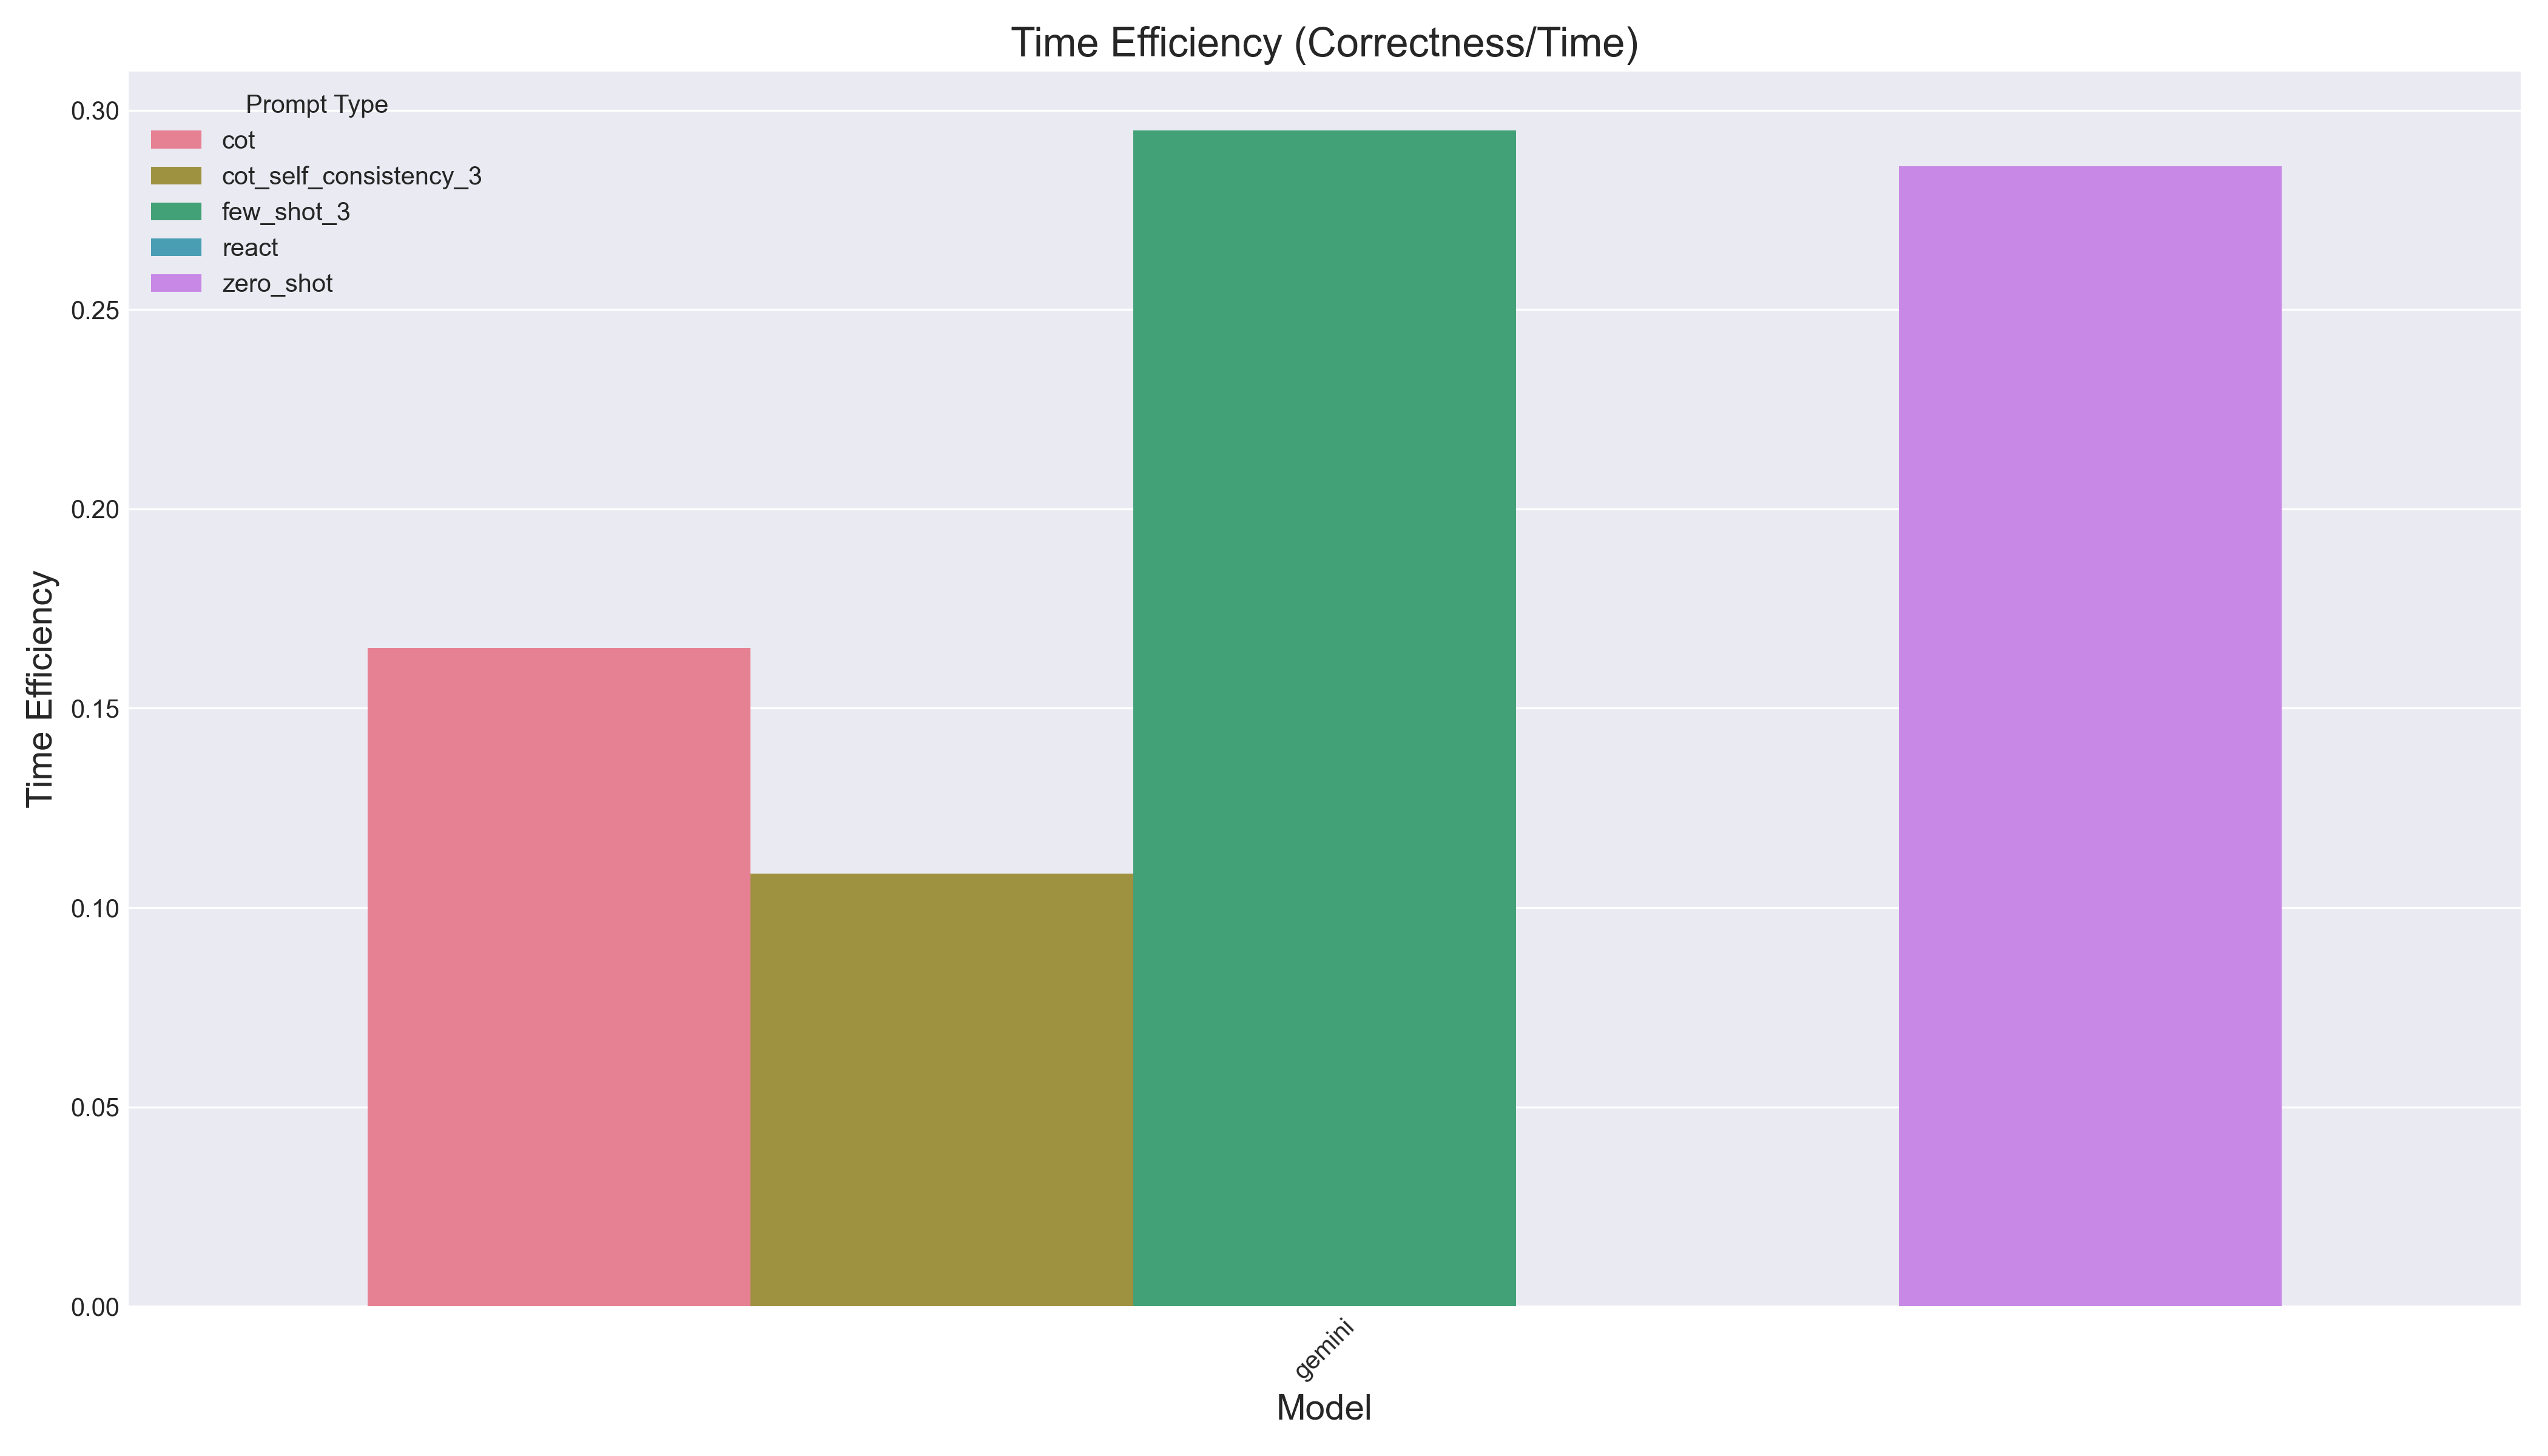 Time Efficiency (Correctness/Time)
Prompt Type
cot
cot_self_consistency_3
few_shot_3
react
zero_shot
0.30
0.25
0.20
0.15
0.10
0.05
0.00
Time Efficiency
gemini
Model